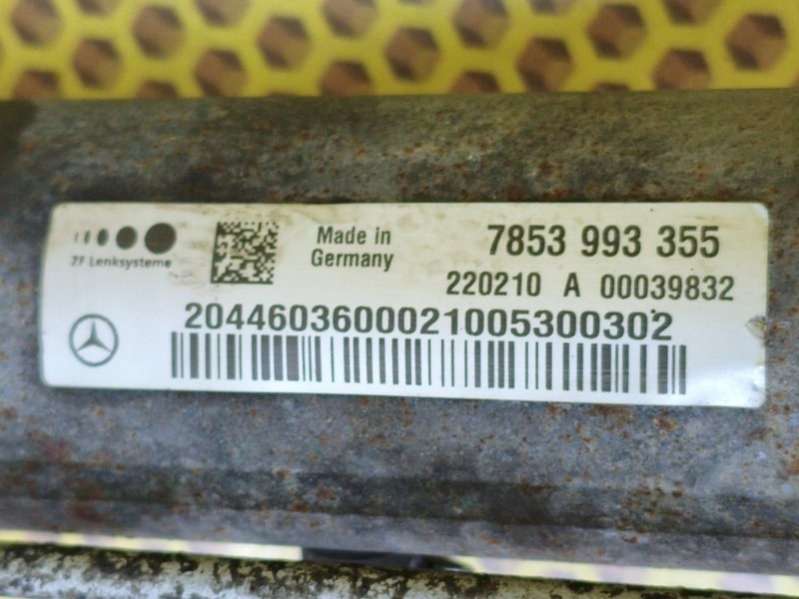 ZF Lenksysteme
Made in
Germany
7853 993 355
220210 A 00039832
2044603600021005300302